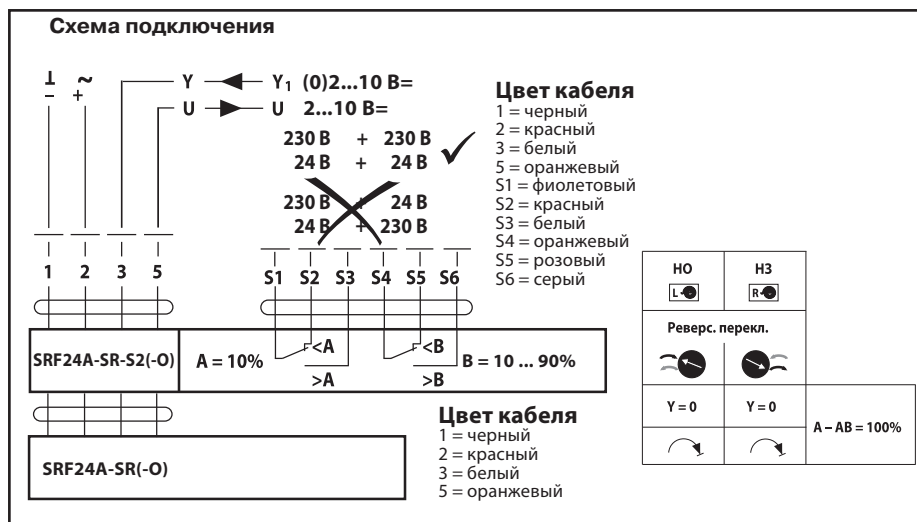 Схема подключения
⊥ ~
– +
Y Y1 (0)2...10 В=
U U 2...10 В=
230 В + 230 В
24 В + 24 В
230 В + 24 В
24 В + 230 В
Цвет кабеля
1 = черный
2 = красный
3 = белый
5 = оранжевый
S1 = фиолетовый
S2 = красный
S3 = белый
S4 = оранжевый
S5 = розовый
S6 = серый
1 2 3 5 S1 S2 S3 S4 S5 S6
SRF24A-SR-S2(-O)
A = 10%
<A
>A
<B
>B
B = 10 ... 90%
SRF24A-SR(-O)
Цвет кабеля
1 = черный
2 = красный
3 = белый
5 = оранжевый
НО НЗ
L R
Реверс. перекл.
Y = 0 Y = 0
A – AB = 100%